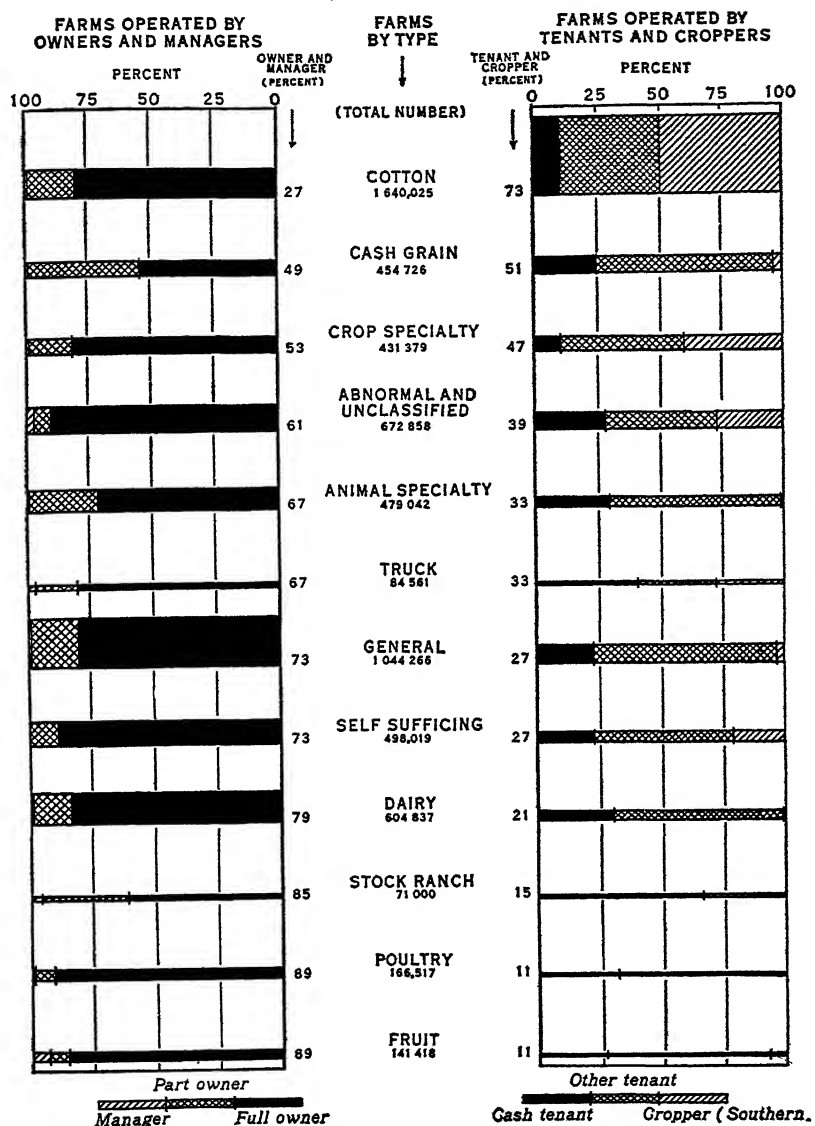 FARMS OPERATED BY
OWNERS AND MANAGERS
FARMS
BY TYPE
FARMS OPERATED BY
TENANTS AND CROPPERS
PERCENT
OWNER AND
MANAGER
(PERCENT)
TENANT AND
CROPPER
(PERCENT)
PERCENT
100 75 50 25 0
0 25 50 75 100
(TOTAL NUMBER)
COTTON
27 1 640,025 73
CASH GRAIN
49 454 726 51
CROP SPECIALTY
53 431 379 47
ABNORMAL AND
UNCLASSIFIED
61 672 858 39
ANIMAL SPECIALTY
67 479 042 33
TRUCK
67 84 561 33
GENERAL
73 1 044 266 27
SELF SUFFICING
73 498,019 27
DAIRY
79 604 837 21
STOCK RANCH
85 71 000 15
POULTRY
89 166,517 11
FRUIT
89 141 418 11
Part owner
Manager Full owner
Other tenant
Cash tenant Cropper (Southern.